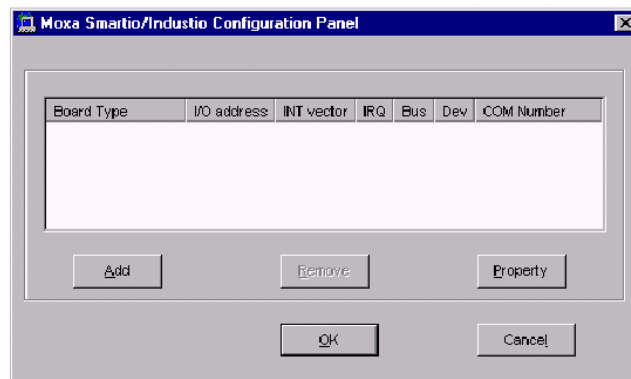 Moxa Smartio/Industio Configuration Panel
Board Type I/O address INT vector IRQ Bus Dev COM Number
Add Remove Property
OK Cancel